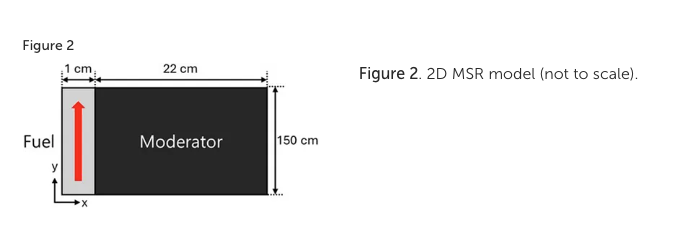 Figure 2
1 cm
22 cm
Figure 2. 2D MSR model (not to scale).
Fuel
Moderator
150 cm
y
x